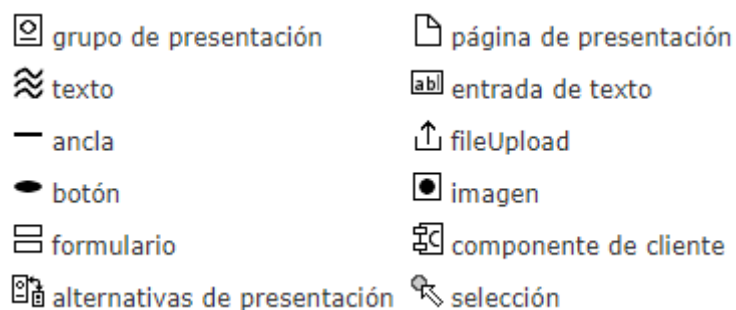 grupo de presentación página de presentación
texto entrada de texto
ancla fileUpload
botón imagen
formulario componente de cliente
alternativas de presentación selección